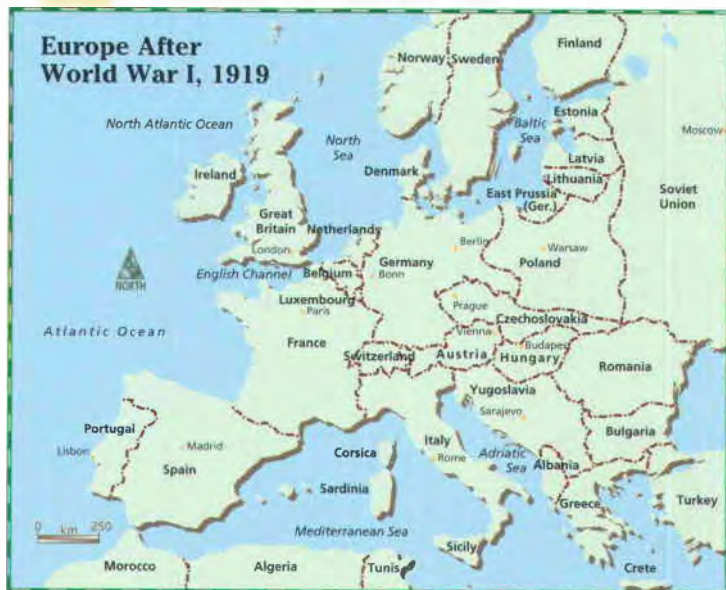 Europe After
World War I, 1919
Norway
Sweden
Finland
North Atlantic Ocean
North
Sea
Baltic
Sea
Estonia
Moscow
Latvia
Lithuania
Denmark
Ireland
East Prussia
(Ger.)
Soviet
Union
Great
Britain
Netherlands
London
Berlin
Warsaw
Germany
Poland
English Channel
Belgium
Bonn
NORTH
Luxembourg
Prague
Paris
Czechoslovakia
Atlantic Ocean
Vienna
France
Budapest
Switzerland
Austria
Hungary
Romania
Yugoslavia
Portugal
Sarajevo
Bulgaria
Lisbon
Madrid
Corsica
Italy
Adriatic
Sea
Rome
Spain
Albania
Sardinia
Greece
Turkey
0 km 250
Mediterranean Sea
Sicily
Morocco
Algeria
Tunis
Crete